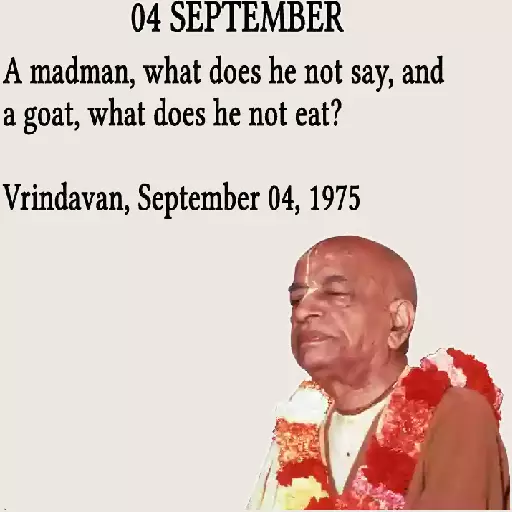 04 SEPTEMBER
A madman, what does he not say, and
a goat, what does he not eat?
Vrindavan, September 04, 1975